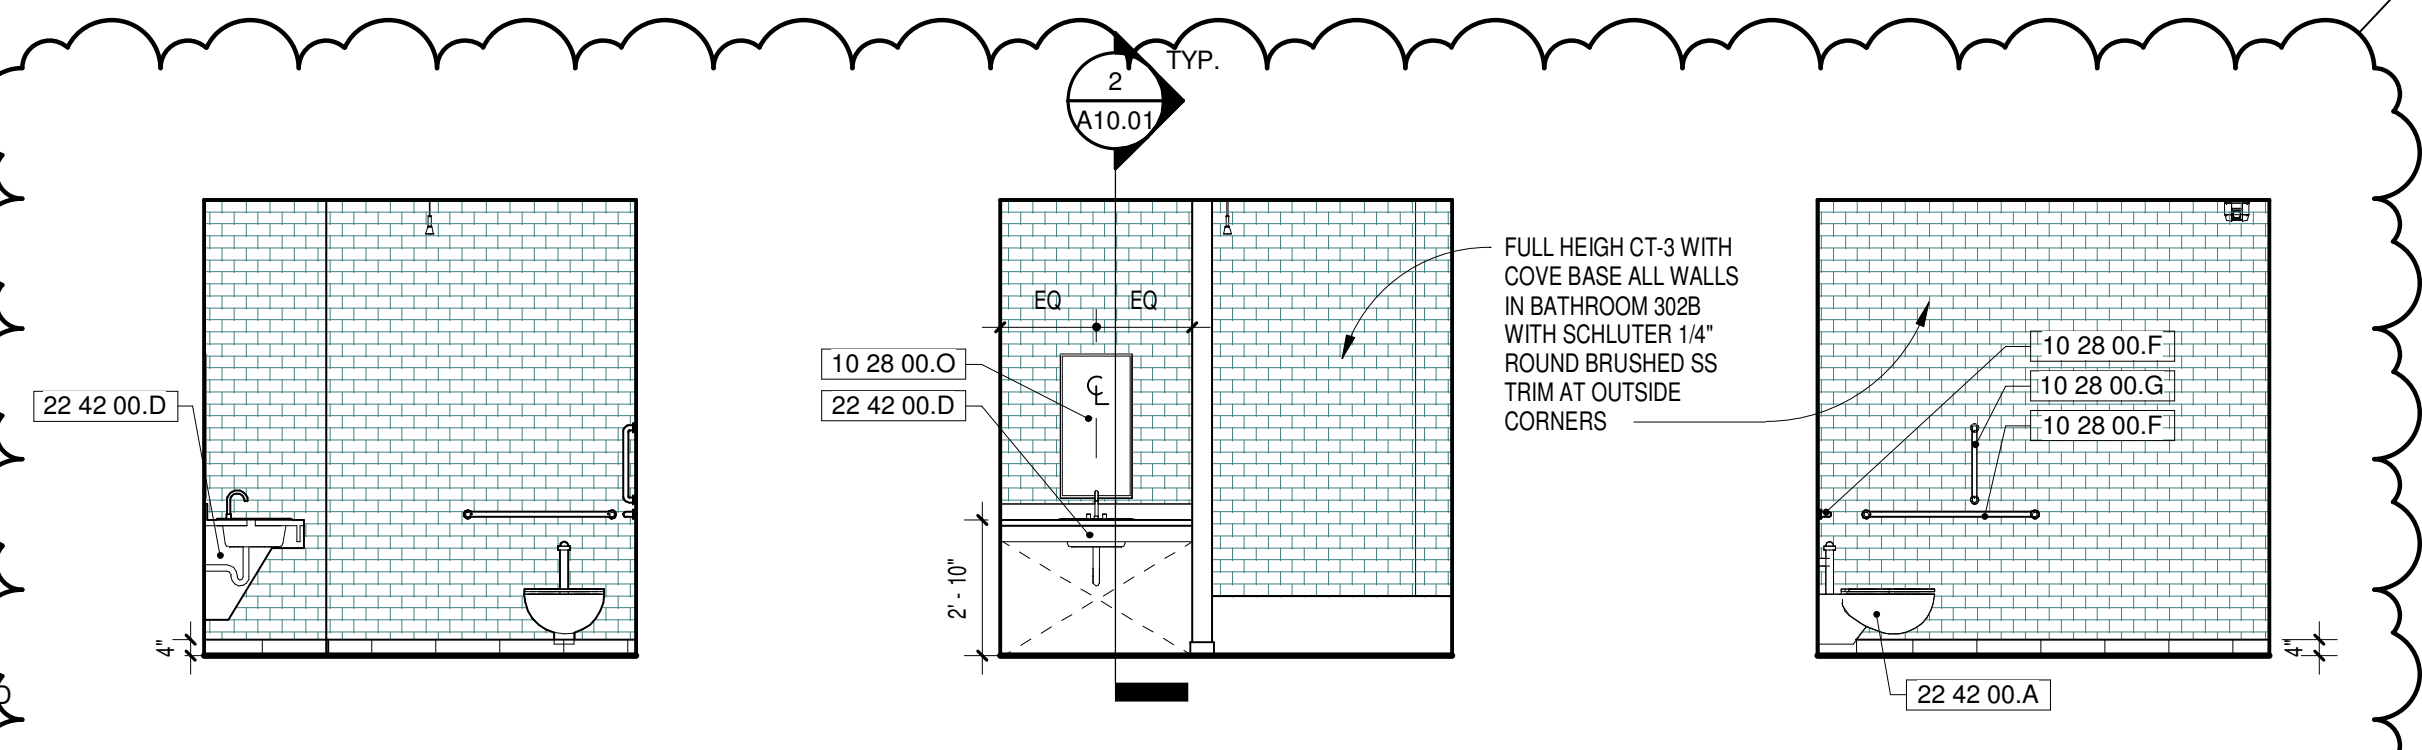 TYP.
2
A10.01
22 42 00.D
4"
EQ
EQ
10 28 00.O
22 42 00.D
CL
2' - 10"
FULL HEIGH CT-3 WITH
COVE BASE ALL WALLS
IN BATHROOM 302B
WITH SCHLUTER 1/4"
ROUND BRUSHED SS
TRIM AT OUTSIDE
CORNERS
10 28 00.F
10 28 00.G
10 28 00.F
22 42 00.A
4"